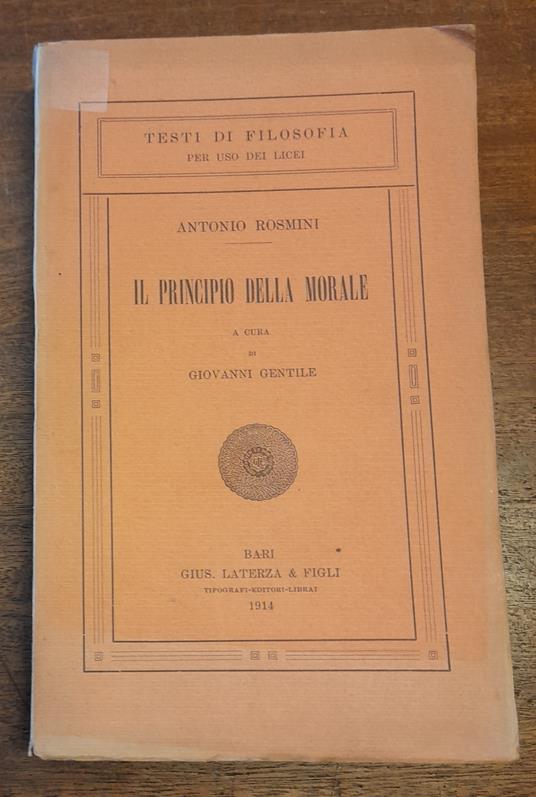 TESTI DI FILOSOFIA
PER USO DEI LICEI
ANTONIO ROSMINI
IL PRINCIPIO DELLA MORALE
A CURA
DI
GIOVANNI GENTILE
BARI
GIUS. LATERZA & FIGLI
TIPOGRAFI-EDITORI-LIBRAI
1914